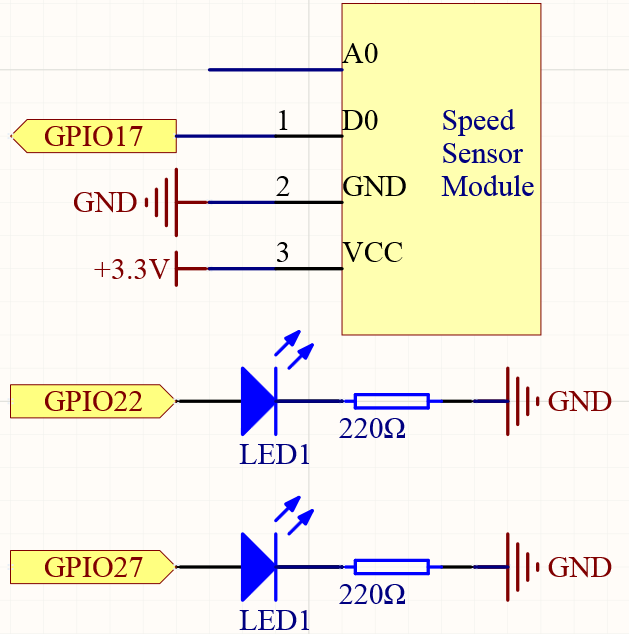 A0
GPIO17
1
D0
Speed
Sensor
Module
GND
2
GND
+3.3V
3
VCC
GPIO22
LED1
220Ω
GND
GPIO27
LED1
220Ω
GND